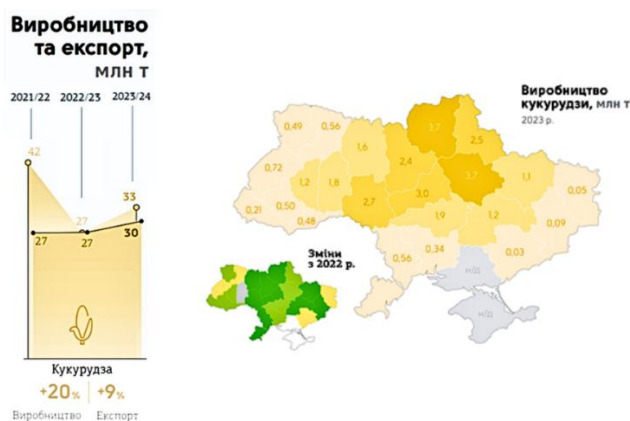 Виробництво
та експорт,
млн т
2021/22 2022/23 2023/24
42
27
33
27
27
30
Кукурудза
+20% +9%
Виробництво Експорт
Виробництво
кукурудзи, млн т
2023 р.
0,49
0,56
1,6
3,7
2,5
0,72
1,2
1,8
2,4
3,7
1,1
0,05
0,21
0,50
0,48
2,7
3,0
1,9
1,2
0,09
0,56
0,34
0,03
н/д
н/д
Зміни
з 2022 р.